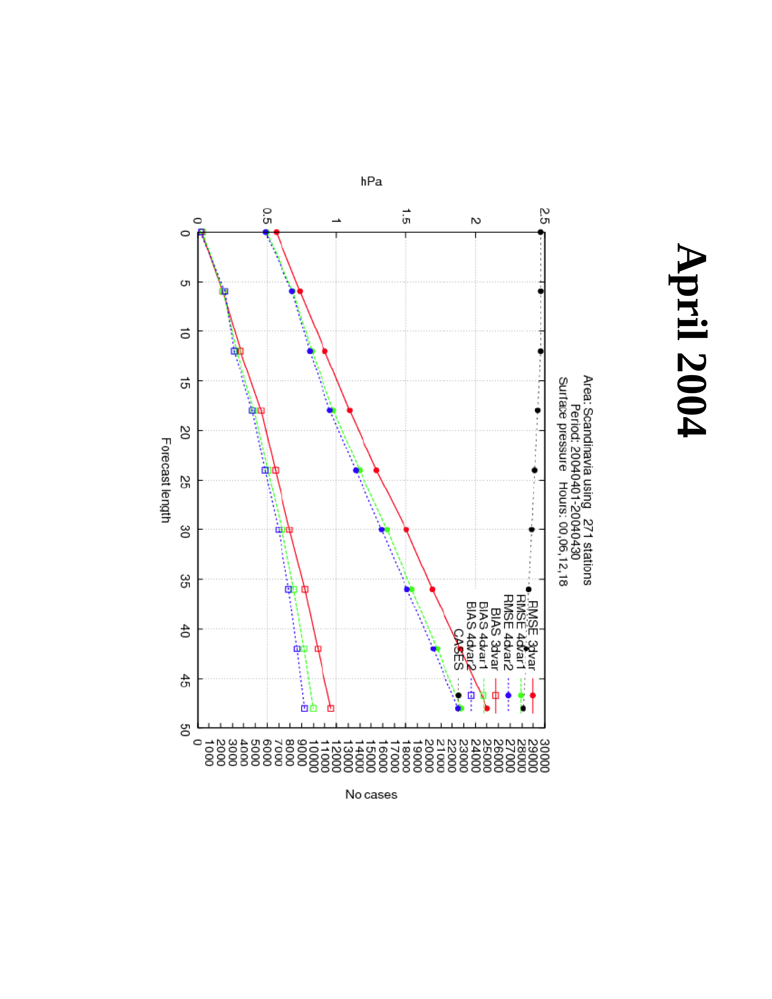 April 2004
Area: Scandinavia using 271 stations
Period: 20040401-20040430
Surface pressure Hours: 00,06,12,18
RMSE 3dvar
RMSE 4dvar1
RMSE 4dvar2
BIAS 3dvar
BIAS 4dvar1
BIAS 4dvar2
CASES
hPa
2.5
2
1.5
1
0.5
0
0 5 10 15 20 25 30 35 40 45 50
Forecast length
30000
29000
28000
27000
26000
25000
24000
23000
22000
21000
20000
19000
18000
17000
16000
15000
14000
13000
12000
11000
10000
9000
8000
7000
6000
5000
4000
3000
2000
1000
0
No cases